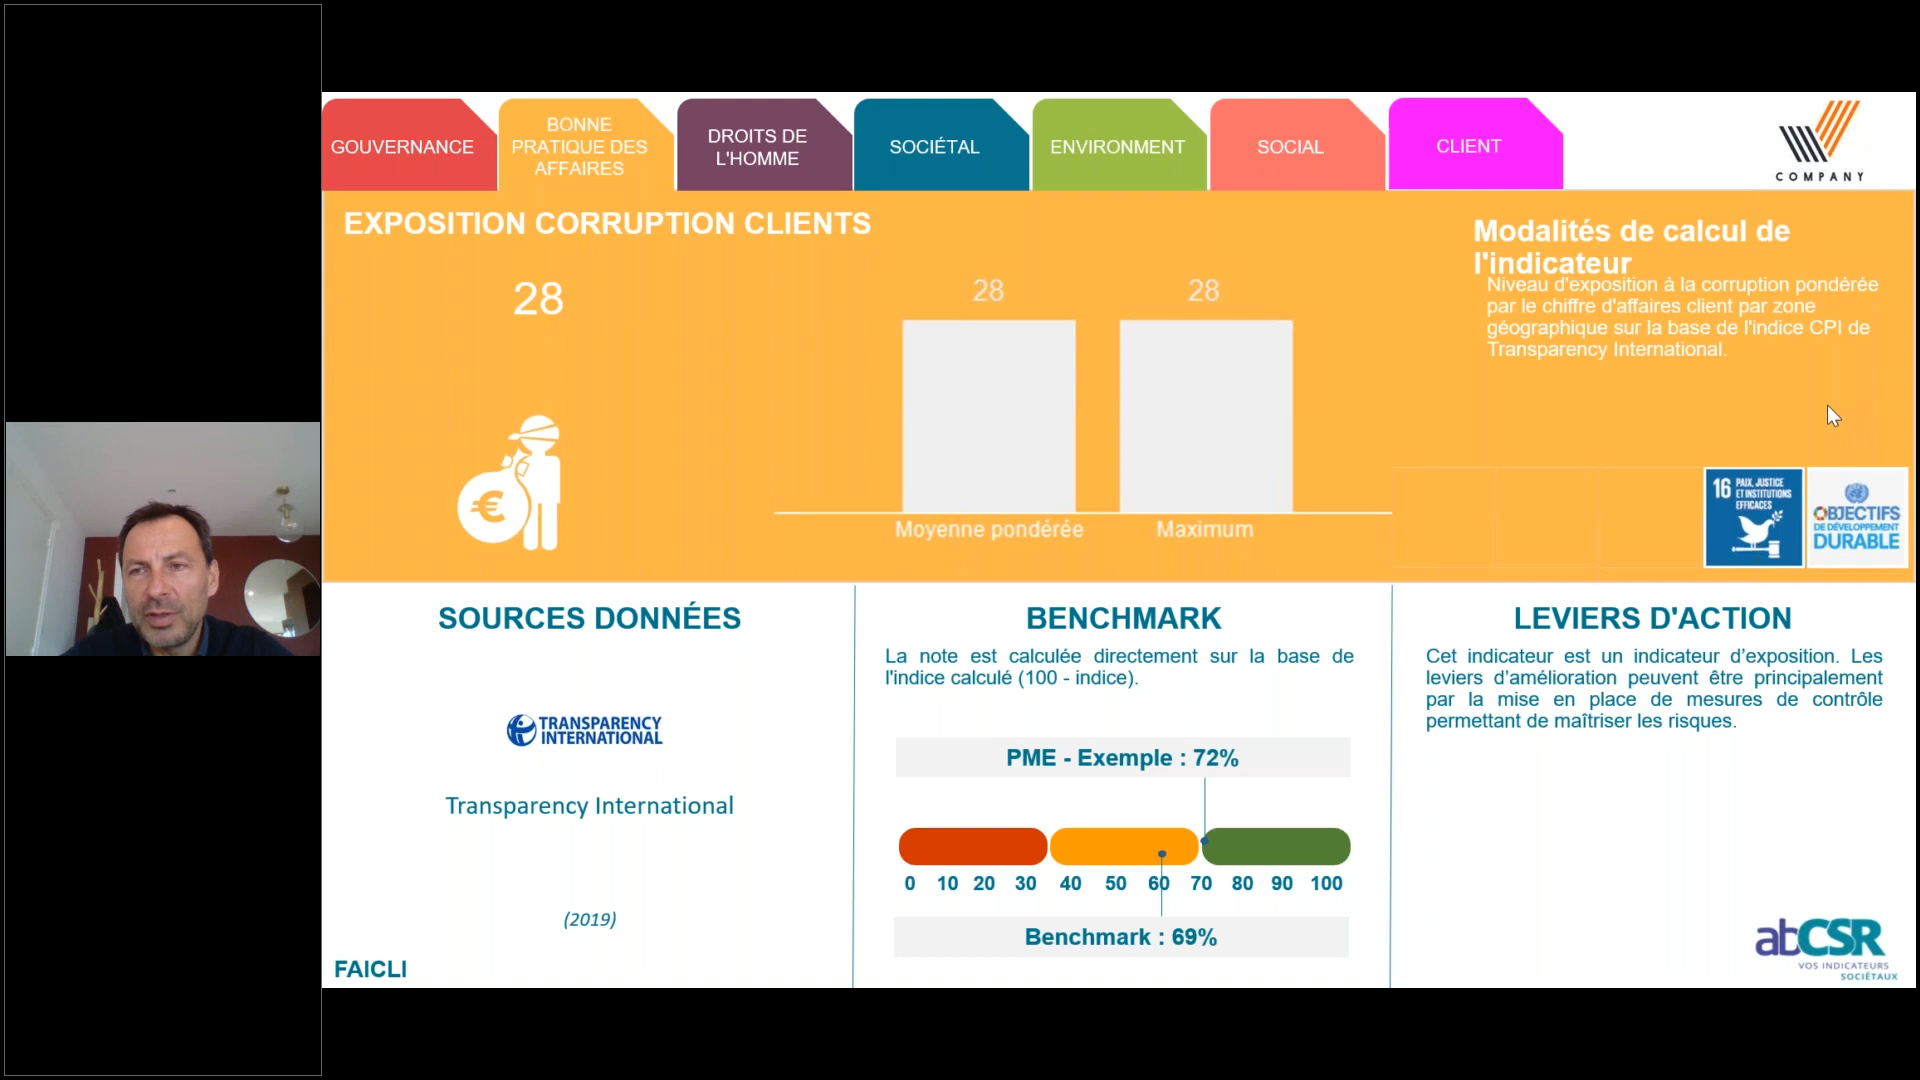 GOUVERNANCE
BONNE
PRATIQUE DES
AFFAIRES
DROITS DE
L'HOMME
SOCIÉTAL
ENVIRONMENT
SOCIAL
CLIENT
COMPANY
EXPOSITION CORRUPTION CLIENTS
28
€
28
28
Moyenne pondérée
Maximum
Modalités de calcul de
l'indicateur
Niveau d'exposition à la corruption pondérée
par le chiffre d'affaires client par zone
géographique sur la base de l'indice CPI de
Transparency International.
16 PAIX, JUSTICE
ET INSTITUTIONS
EFFICACES
OBJECTIFS
DE DÉVELOPPEMENT
DURABLE
SOURCES DONNÉES
TRANSPARENCY
INTERNATIONAL
Transparency International
(2019)
FAICLI
BENCHMARK
La note est calculée directement sur la base de
l'indice calculé (100 - indice).
PME - Exemple : 72%
0 10 20 30 40 50 60 70 80 90 100
Benchmark : 69%
LEVIERS D'ACTION
Cet indicateur est un indicateur d’exposition. Les
leviers d’amélioration peuvent être principalement
par la mise en place de mesures de contrôle
permettant de maîtriser les risques.
abCSR
VOS INDICATEURS
SOCIÉTAUX